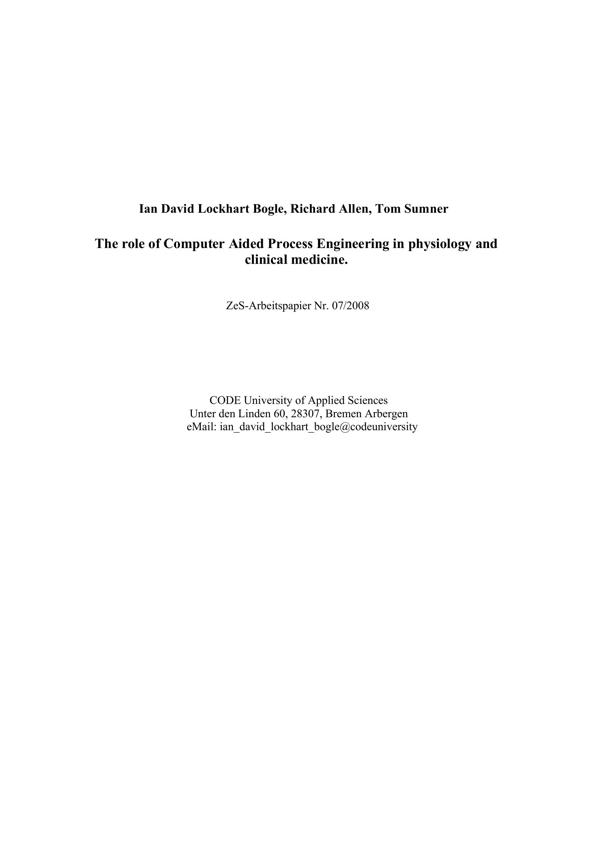 Ian David Lockhart Bogle, Richard Allen, Tom Sumner
The role of Computer Aided Process Engineering in physiology and
clinical medicine.
ZeS-Arbeitspapier Nr. 07/2008
CODE University of Applied Sciences
Unter den Linden 60, 28307, Bremen Arbergen
eMail: ian_david_lockhart_bogle@codeuniversity